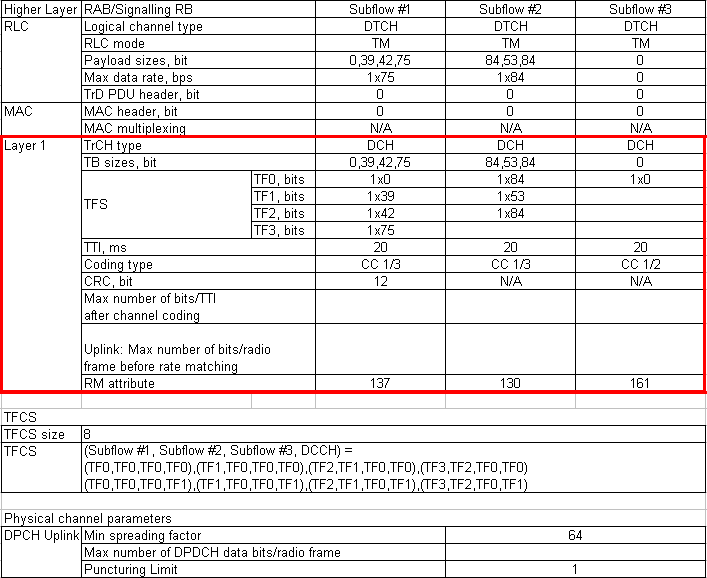 Higher Layer RAB/Signalling RB Subflow #1 Subflow #2 Subflow #3
RLC Logical channel type DTCH DTCH DTCH
RLC mode TM TM TM
Payload sizes, bit 0,39,42,75 84,53,84 0
Max data rate, bps 1x75 1x84
TrD PDU header, bit 0 0 0
MAC MAC header, bit 0 0 0
MAC multiplexing N/A N/A N/A
Layer 1 TrCH type DCH DCH DCH
TB sizes, bit 0,39,42,75 84,53,84 0
TFS TF0, bits 1x0 1x84 1x0
TF1, bits 1x39 1x53
TF2, bits 1x42 1x84
TF3, bits 1x75
TTI, ms 20 20 20
Coding type CC 1/3 CC 1/3 CC 1/2
CRC, bit 12 N/A N/A
Max number of bits/TTI
after channel coding
Uplink: Max number of bits/radio
frame before rate matching
RM attribute 137 130 161
TFCS
TFCS size 8
TFCS (Subflow #1, Subflow #2, Subflow #3, DCCH) =
(TF0,TF0,TF0,TF0),(TF1,TF0,TF0,TF0),(TF2,TF1,TF0,TF0),(TF3,TF2,TF0,TF0)
(TF0,TF0,TF0,TF1),(TF1,TF0,TF0,TF1),(TF2,TF1,TF0,TF1),(TF3,TF2,TF0,TF1)
Physical channel parameters
DPCH Uplink Min spreading factor 64
Max number of DPDCH data bits/radio frame
Puncturing Limit 1